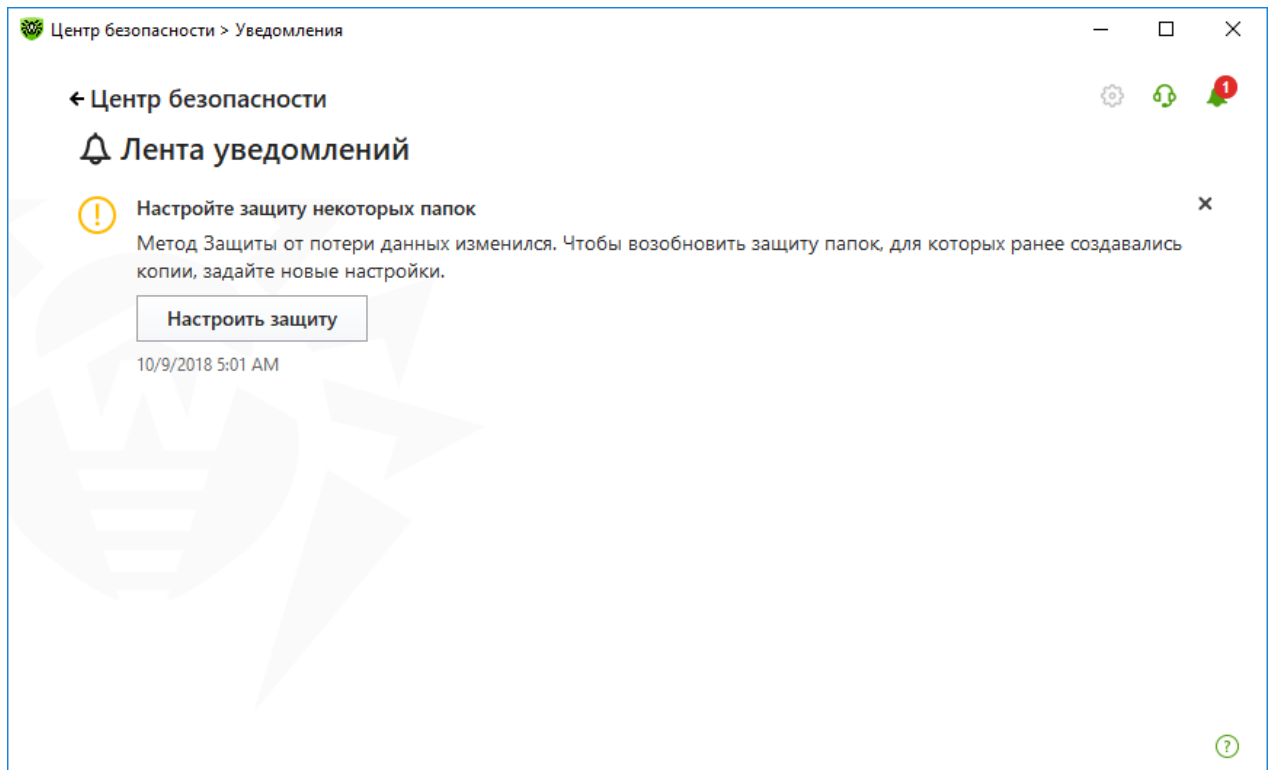 Центр безопасности > Уведомления
Центр безопасности
1
Лента уведомлений
Настройте защиту некоторых папок
Метод Защиты от потери данных изменился. Чтобы возобновить защиту папок, для которых ранее создавались
копии, задайте новые настройки.
Настроить защиту
10/9/2018 5:01 AM
?